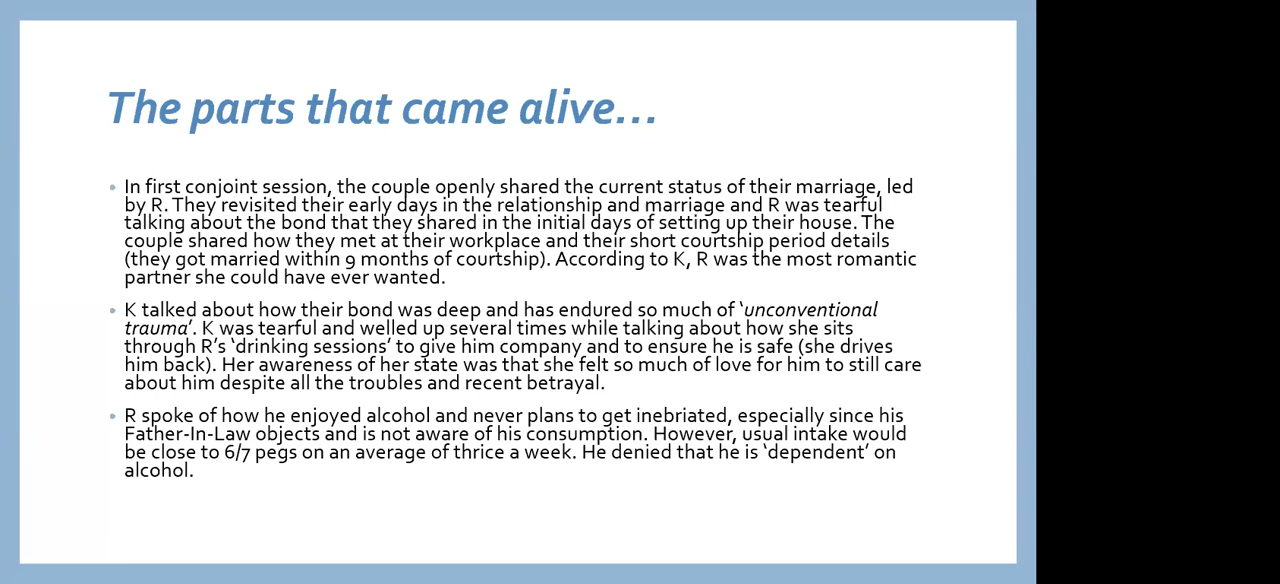 The parts that came alive...
• In first conjoint session, the couple openly shared the current status of their marriage, led
by R. They revisited their early days in the relationship and marriage and R was tearful
talking about the bond that they shared in the initial days of setting up their house. The
couple shared how they met at their workplace and their short courtship period details
(they got married within 9 months of courtship). According to K, R was the most romantic
partner she could have ever wanted.
• K talked about how their bond was deep and has endured so much of ‘unconventional
trauma’. K was tearful and welled up several times while talking about how she sits
through R’s ‘drinking sessions’ to give him company and to ensure he is safe (she drives
him back). Her awareness of her state was that she felt so much of love for him to still care
about him despite all the troubles and recent betrayal.
• R spoke of how he enjoyed alcohol and never plans to get inebriated, especially since his
Father-In-Law objects and is not aware of his consumption. However, usual intake would
be close to 6/7 pegs on an average of thrice a week. He denied that he is ‘dependent’ on
alcohol.